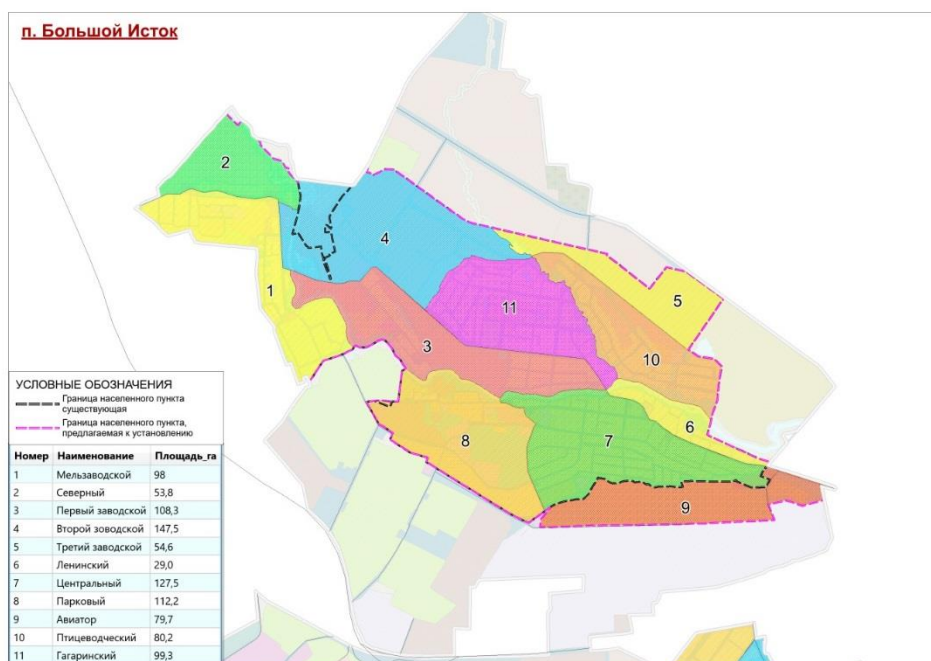 п. Большой Исток
2
4
1
5
11
3
10
6
8
7
9
УСЛОВНЫЕ ОБОЗНАЧЕНИЯ
Граница населенного пункта
существующая
Граница населенного пункта,
предлагаемая к установлению
Номер Наименование Площадь_га
1 Мельзаводской 98
2 Северный 53,8
3 Первый заводской 108,3
4 Второй зоводской 147,5
5 Третий заводской 54,6
6 Ленинский 29,0
7 Центральный 127,5
8 Парковый 112,2
9 Авиатор 79,7
10 Птицеводческий 80,2
11 Гагаринский 99,3